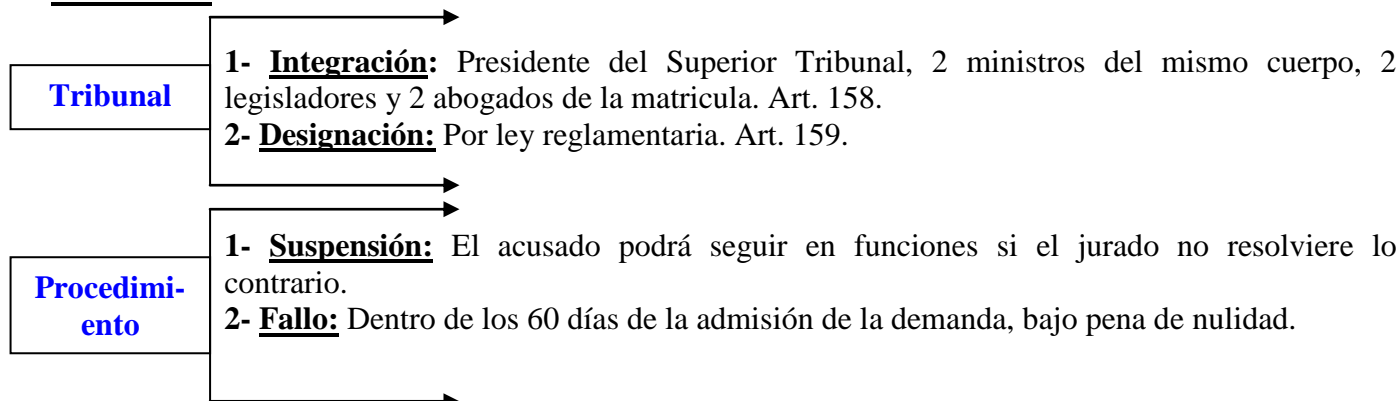 Tribunal
1- Integración: Presidente del Superior Tribunal, 2 ministros del mismo cuerpo, 2
legisladores y 2 abogados de la matricula. Art. 158.
2- Designación: Por ley reglamentaria. Art. 159.
Procedimi-
ento
1- Suspensión: El acusado podrá seguir en funciones si el jurado no resolviere lo
contrario.
2- Fallo: Dentro de los 60 días de la admisión de la demanda, bajo pena de nulidad.